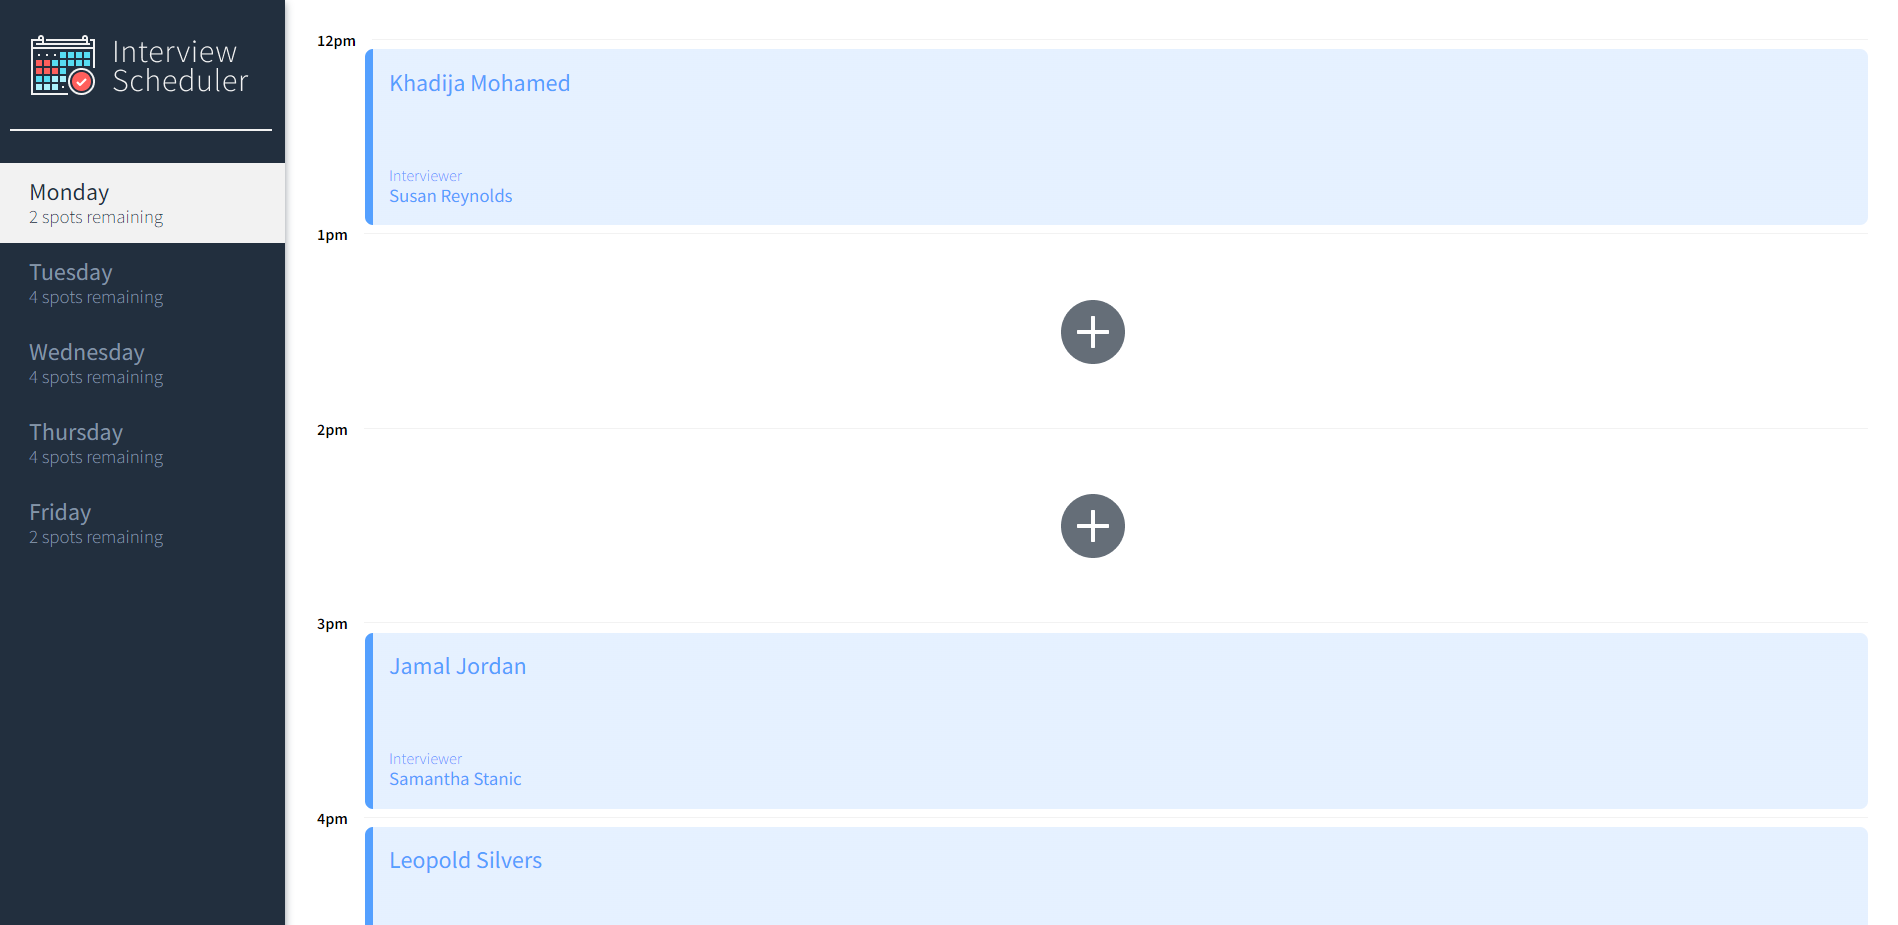 Interview
Scheduler
Monday
2 spots remaining
Tuesday
4 spots remaining
Wednesday
4 spots remaining
Thursday
4 spots remaining
Friday
2 spots remaining
12pm
Khadija Mohamed
Interviewer
Susan Reynolds
1pm
2pm
3pm
Jamal Jordan
Interviewer
Samantha Stanic
4pm
Leopold Silvers